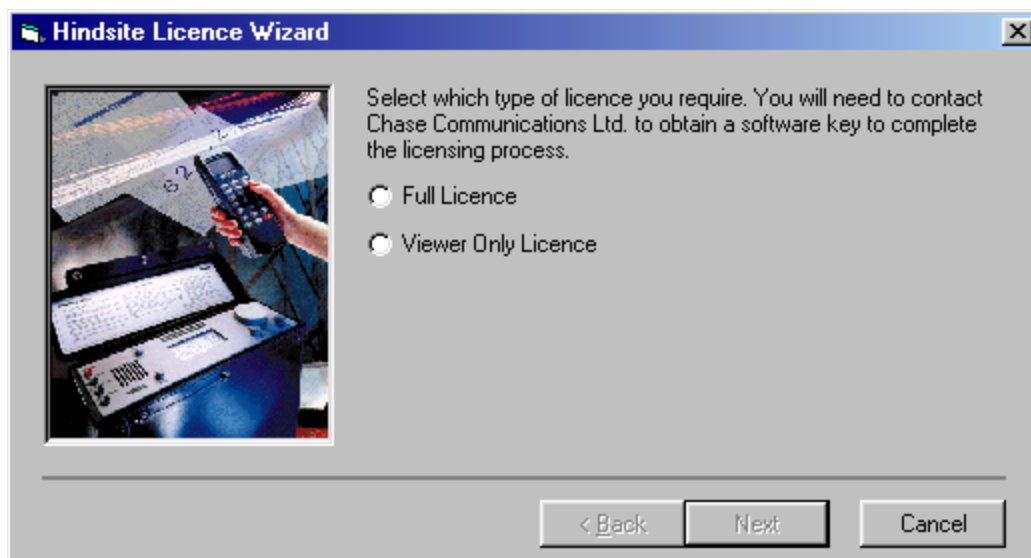 Hindsite Licence Wizard
Select which type of licence you require. You will need to contact
Chase Communications Ltd. to obtain a software key to complete
the licensing process.
Full Licence
Viewer Only Licence
< Back
Next
Cancel